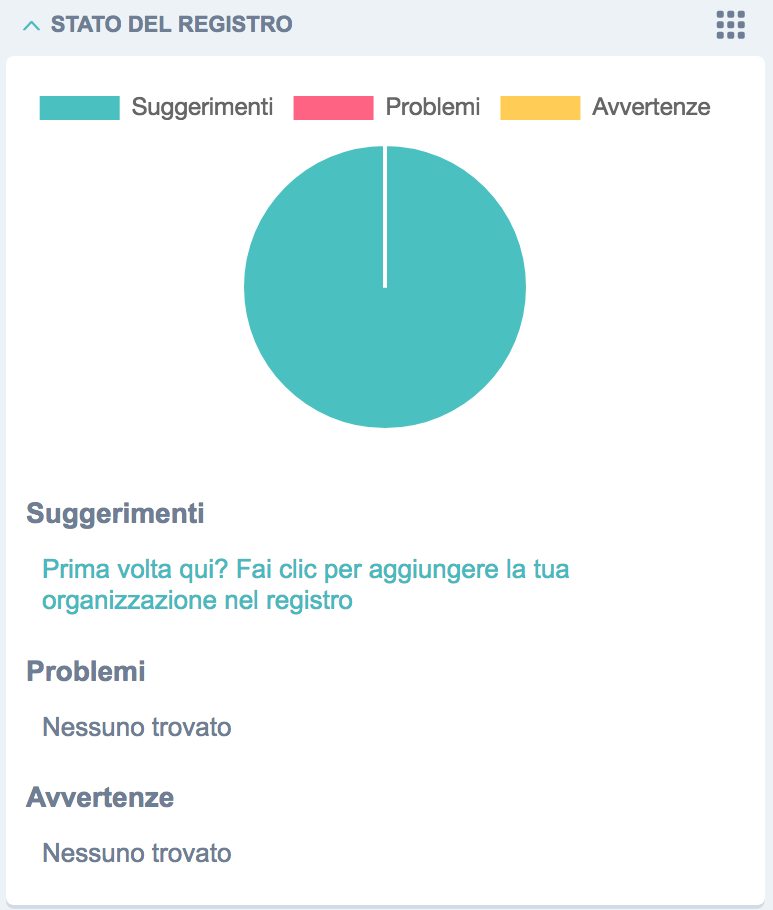 STATO DEL REGISTRO
Suggerimenti Problemi Avvertenze
Suggerimenti
Prima volta qui? Fai clic per aggiungere la tua
organizzazione nel registro
Problemi
Nessuno trovato
Avvertenze
Nessuno trovato